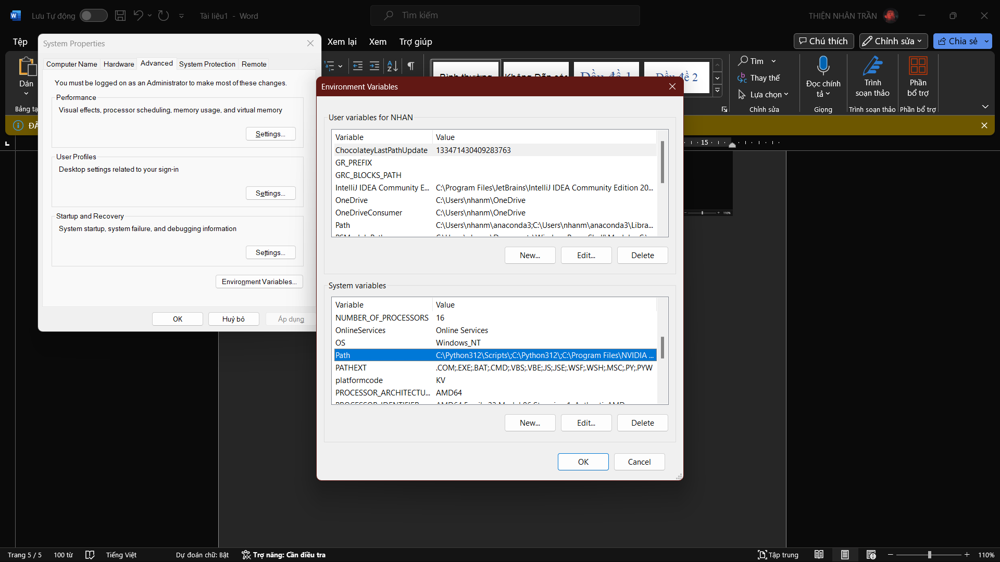 Lưu Tự động
Tài liệu1 - Word
Tìm kiếm
THIỆN NHÂN TRẦN
Tệp
Xem lại
Xem
Trợ giúp
Chú thích
Chỉnh sửa
Chia sẻ
Dán
Bình thường
Đầu đề 1
Đầu đề 2
Tìm
Thay thế
Lựa chọn
Chỉnh sửa
Đọc chính
tả
Giọng
Trình
soạn thảo
Trình soạn thảo
Phần
bổ trợ
Phần bổ trợ
15
System Properties
Computer Name
Hardware
Advanced
System Protection
Remote
You must be logged on as an Administrator to make most of these changes.
Performance
Visual effects, processor scheduling, memory usage, and virtual memory
Settings...
User Profiles
Desktop settings related to your sign-in
Settings...
Startup and Recovery
System startup, system failure, and debugging information
Settings...
Environment Variables...
OK
Huỷ bỏ
Áp dụng
Environment Variables
User variables for NHAN
Variable Value
ChocolateyLastPathUpdate 133471430409283763
GR_PREFIX
GRC_BLOCKS_PATH
IntelliJ IDEA Community E... C:\Program Files\JetBrains\IntelliJ IDEA Community Edition 20...
OneDrive C:\Users\nhanm\OneDrive
OneDriveConsumer C:\Users\nhanm\OneDrive
Path C:\Users\nhanm\anaconda3;C:\Users\nhanm\anaconda3\Libra...
New...
Edit...
Delete
System variables
Variable Value
NUMBER_OF_PROCESSORS 16
OnlineServices Online Services
OS Windows_NT
Path C:\Python312\Scripts\;C:\Python312\;C:\Program Files\NVIDIA ...
PATHEXT .COM;.EXE;.BAT;.CMD;.VBS;.VBE;.JS;.JSE;.WSF;.WSH;.MSC;.PY;.PYW
platformcode KV
PROCESSOR_ARCHITECTU... AMD64
New...
Edit...
Delete
OK
Cancel
110%
Trang 5 / 5
100 từ
Tiếng Việt
Dự đoán chữ: Bật
Trợ năng: Cần điều tra
Tập trung
110%